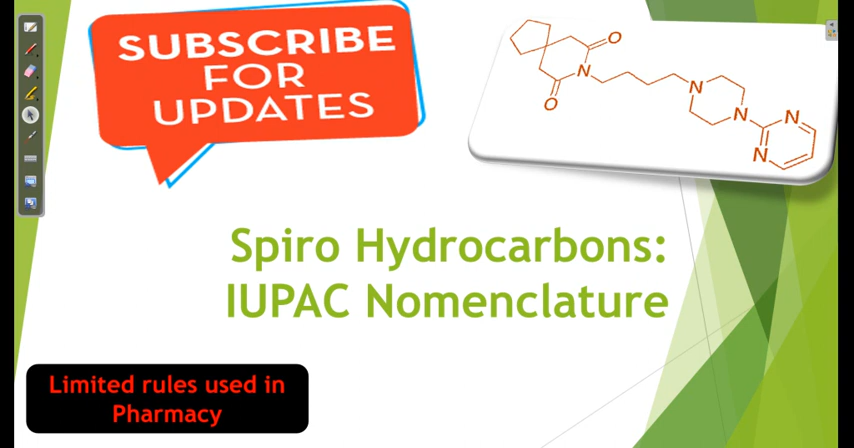 SUBSCRIBE
FOR
UPDATES
O
N
O
N
N
N
N
Spiro Hydrocarbons:
IUPAC Nomenclature
Limited rules used in
Pharmacy